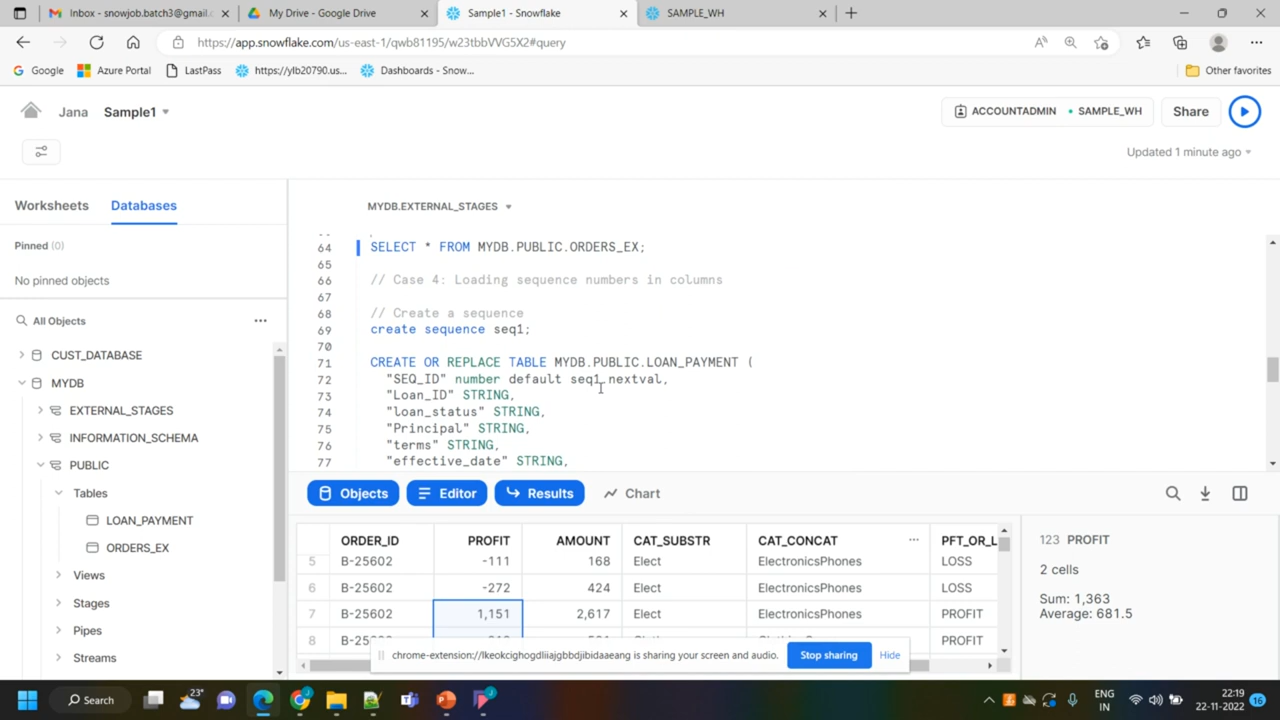 Inbox - snowjob.batch3@gmail.c
My Drive - Google Drive
Sample1 - Snowflake
SAMPLE_WH
https://app.snowflake.com/us-east-1/qwb81195/w23tbbVVG5X2#query
Google
Azure Portal
LastPass
https://ylb20790.us...
Dashboards - Snow...
Other favorites
Jana
Sample1
ACCOUNTADMIN
SAMPLE_WH
Share
Updated 1 minute ago
Worksheets
Databases
MYDB.EXTERNAL_STAGES
Pinned (0)
No pinned objects
All Objects
CUST_DATABASE
MYDB
EXTERNAL_STAGES
INFORMATION_SCHEMA
PUBLIC
Tables
LOAN_PAYMENT
ORDERS_EX
Views
Stages
Pipes
Streams
64 SELECT * FROM MYDB.PUBLIC.ORDERS_EX;
65
66 // Case 4: Loading sequence numbers in columns
67
68 // Create a sequence
69 create sequence seq1;
70
71 CREATE OR REPLACE TABLE MYDB.PUBLIC.LOAN_PAYMENT (
72 "SEQ_ID" number default seq1.nextval,
73 "Loan_ID" STRING,
74 "loan_status" STRING,
75 "Principal" STRING,
76 "terms" STRING,
77 "effective_date" STRING,
Objects
Editor
Results
Chart
ORDER_ID PROFIT AMOUNT CAT_SUBSTR CAT_CONCAT ... PFT_OR_L
5 B-25602 -111 168 Elect ElectronicsPhones LOSS
6 B-25602 -272 424 Elect ElectronicsPhones LOSS
7 B-25602 1,151 2,617 Elect ElectronicsPhones PROFIT
8 PROFIT
123 PROFIT
2 cells
Sum: 1,363
Average: 681.5
chrome-extension://lkeokcighogdliiajgbbdjibidaaeang is sharing your screen and audio.
Stop sharing
Hide
Search
23°
ENG
IN
22:19
22-11-2022
16